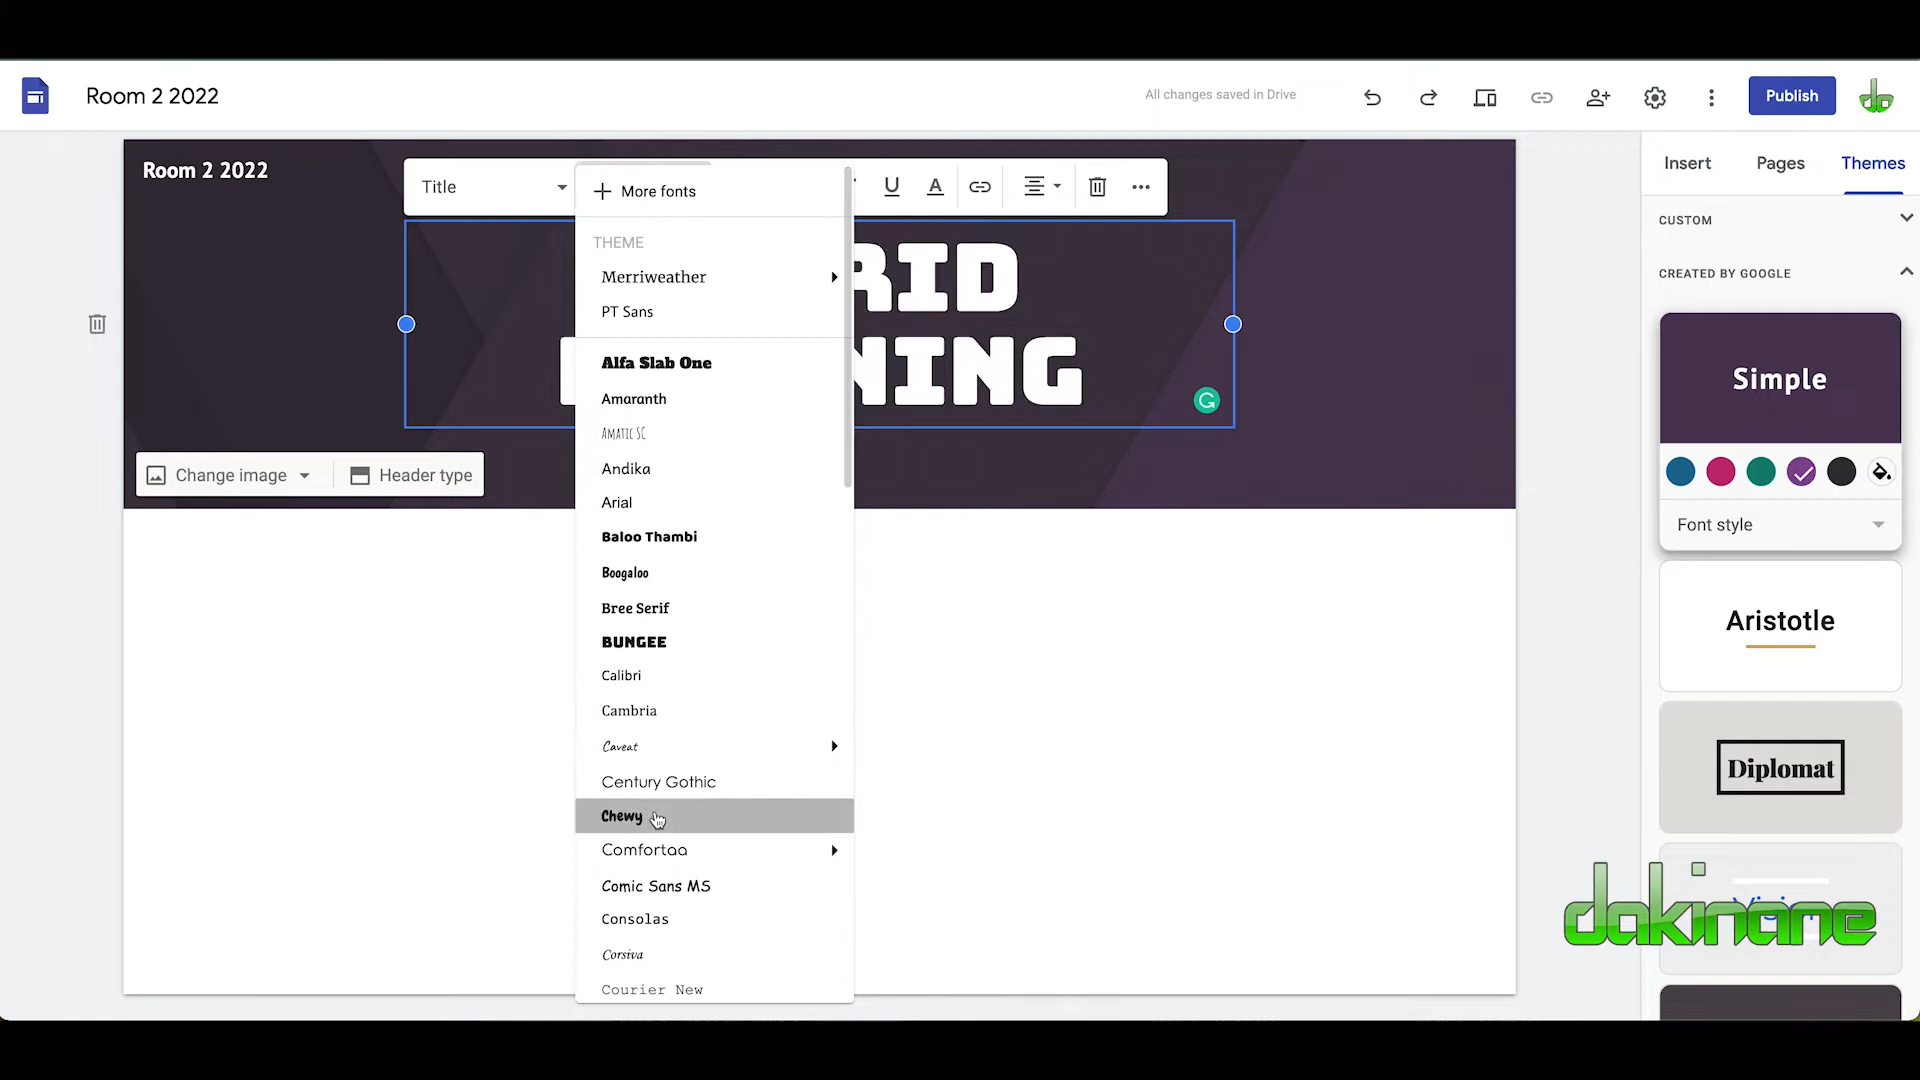 Room 2 2022
All changes saved in Drive
Publish
Room 2 2022
Title
More fonts
U A
Insert
Pages
Themes
CUSTOM
CREATED BY GOOGLE
THEME
Merriweather
PT Sans
RID
NING
Alfa Slab One
Amaranth
Amatic SC
Andika
Arial
Baloo Thambi
Boogaloo
Bree Serif
BUNGEE
Calibri
Cambria
Caveat
Century Gothic
Chewy
Comfortaa
Comic Sans MS
Consolas
Corsiva
Courier New
Change image
Header type
Simple
Font style
Aristotle
Diplomat
dakinane